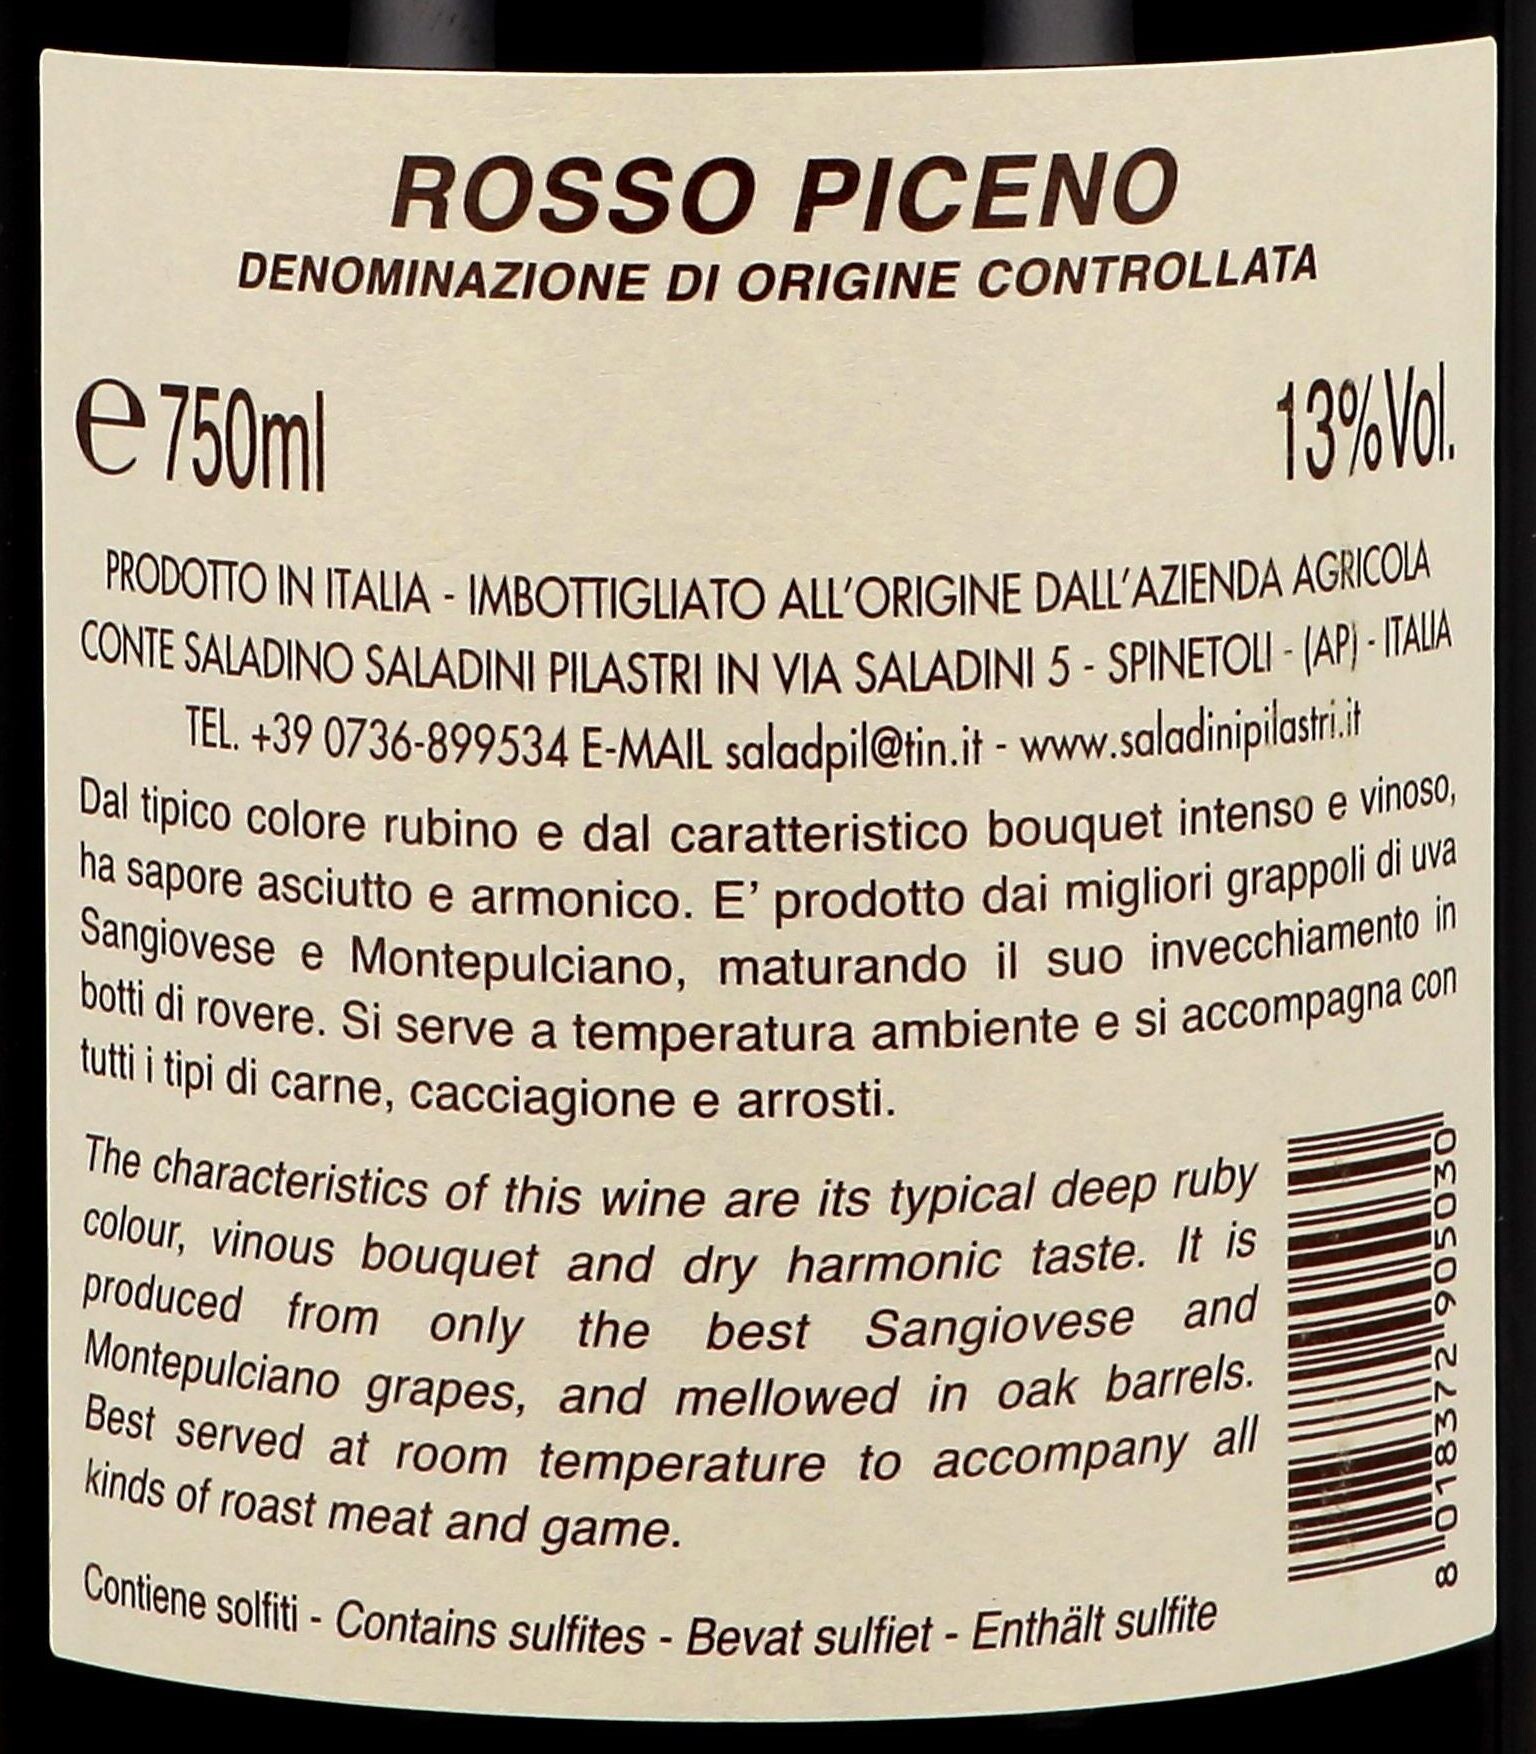 ROSSO PICENO
DENOMINAZIONE DI ORIGINE CONTROLLATA
e 750ml
13%Vol.
PRODOTTO IN ITALIA - IMBOTTIGLIATO ALL'ORIGINE DALL'AZIENDA AGRICOLA
CONTE SALADINO SALADINI PILASTRI IN VIA SALADINI 5 - SPINETOLI - (AP) - ITALIA
TEL. +39 0736-899534 E-MAIL saladpil@tin.it - www.saladinipilastri.it
Dal tipico colore rubino e dal caratteristico bouquet intenso e vinoso,
ha sapore asciutto e armonico. E' prodotto dai migliori grappoli di uva
Sangiovese e Montepulciano, maturando il suo invecchiamento in
botti di rovere. Si serve a temperatura ambiente e si accompagna con
tutti i tipi di carne, cacciagione e arrosti.
The characteristics of this wine are its typical deep ruby
colour, vinous bouquet and dry harmonic taste. It is
produced from only the best Sangiovese and
Montepulciano grapes, and mellowed in oak barrels.
Best served at room temperature to accompany all
kinds of roast meat and game.
8 018372 905030
Contiene solfiti - Contains sulfites - Bevat sulfiet - Enthält sulfite